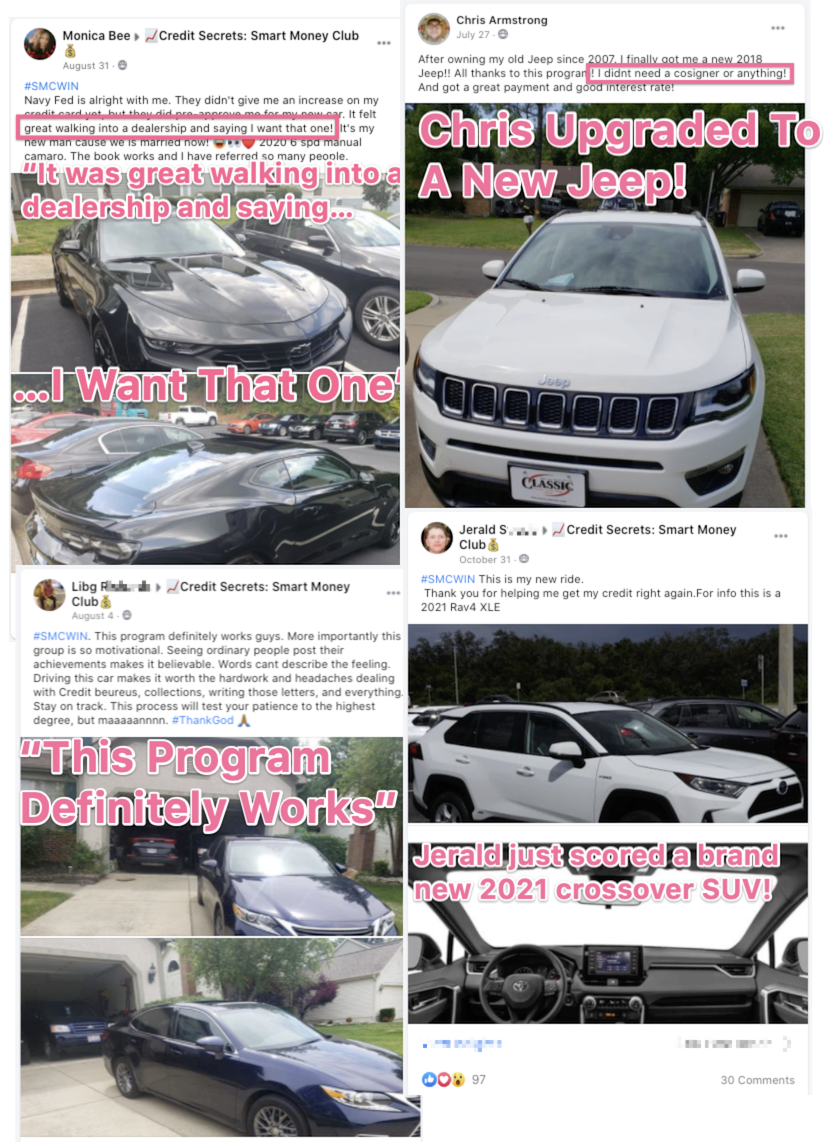 Monica Bee ▸ 📈Credit Secrets: Smart Money Club
💰
August 31 ·
#SMCWIN
Navy Fed is alright with me. They didn't give me an increase on my
credit card yet, but they did pre-approve me for my new car. It felt
great walking into a dealership and saying I want that one! It's my
new man cause we is married now! 2020 6 spd manual
camaro. The book works and I have referred so many people.
"It was great walking into a
dealership and saying...
...I Want That One"
Chris Armstrong
July 27 ·
After owning my old Jeep since 2007, I finally got me a new 2018
Jeep!! All thanks to this program!! I didnt need a cosigner or anything!
And got a great payment and good interest rate!
Chris Upgraded To
A New Jeep!
Jeep
CLASSIC
Libg ▸ 📈Credit Secrets: Smart Money
Club💰
August 4 ·
#SMCWIN. This program definitely works guys. More importantly this
group is so motivational. Seeing ordinary people post their
achievements makes it believable. Words cant describe the feeling.
Driving this car makes it worth the hardwork and headaches dealing
with Credit beureus, collections, writing those letters, and everything.
Stay on track. This process will test your patience to the highest
degree, but maaaaannnn. #ThankGod 🙏
"This Program
Definitely Works"
Jerald S ▸ 📈Credit Secrets: Smart Money
Club💰
October 31 ·
#SMCWIN This is my new ride.
Thank you for helping me get my credit right again.For info this is a
2021 Rav4 XLE
Jerald just scored a brand
new 2021 crossover SUV!
97
30 Comments